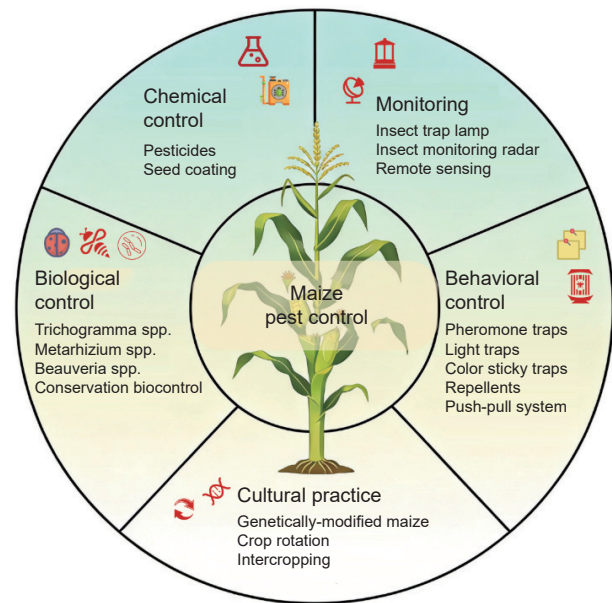 Chemical
control
Pesticides
Seed coating
Monitoring
Insect trap lamp
Insect monitoring radar
Remote sensing
Biological
control
Trichogramma spp.
Metarhizium spp.
Beauveria spp.
Conservation biocontrol
Maize
pest control
Behavioral
control
Pheromone traps
Light traps
Color sticky traps
Repellents
Push-pull system
Cultural practice
Genetically-modified maize
Crop rotation
Intercropping